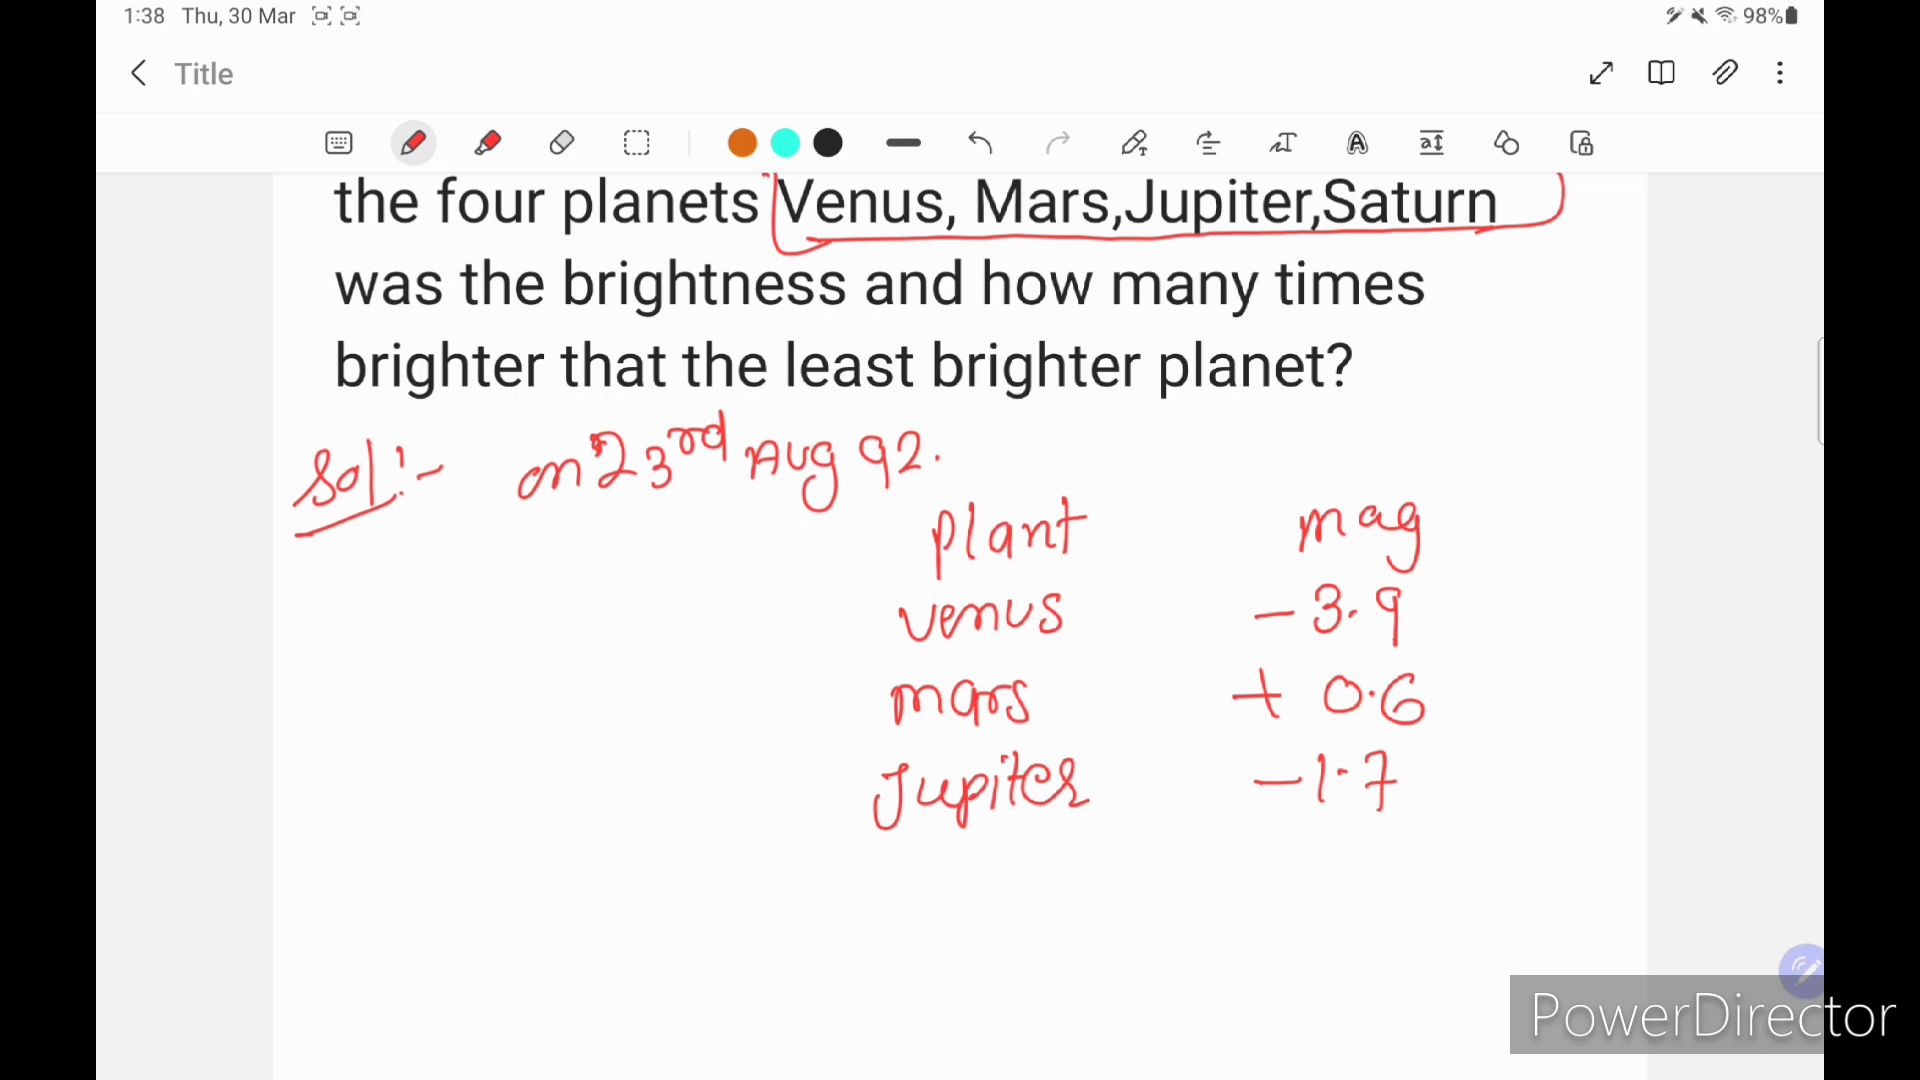 1:38 Thu, 30 Mar 98%
Title
the four planets Venus, Mars,Jupiter,Saturn
was the brightness and how many times
brighter that the least brighter planet?
Sol:- on 23rd Aug 92.
plant mag
venus -3.9
mars + 0.6
Jupiter -1.7
PowerDirector